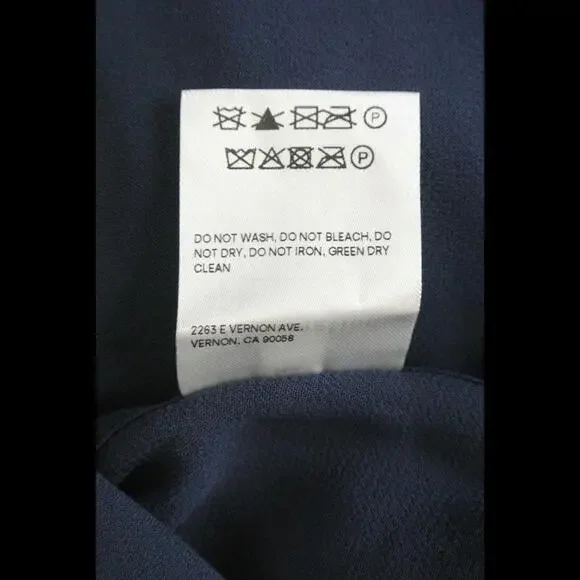 P
P
DO NOT WASH, DO NOT BLEACH, DO
NOT DRY, DO NOT IRON, GREEN DRY
CLEAN
2263 E VERNON AVE.
VERNON, CA 90058